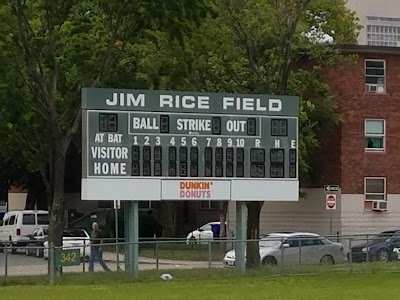 JIM RICE FIELD
BALL STRIKE OUT
AT BAT 1 2 3 4 5 6 7 8 9 10 R H E
VISITOR
HOME
DUNKIN'
DONUTS
342